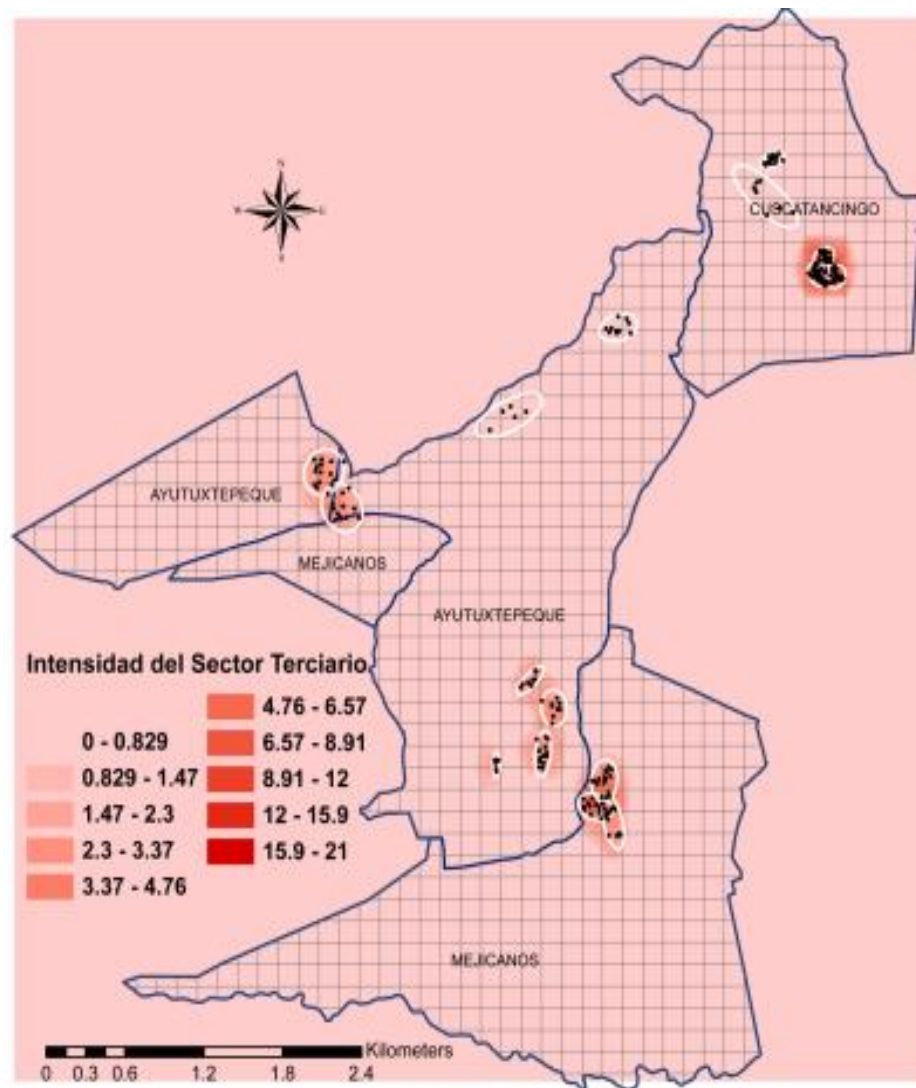 N
W
E
S
CUSCATANCINGO
AYUTUXTEPEQUE
MEJICANOS
AYUTUXTEPEQUE
Intensidad del Sector Terciario
0 - 0.829
0.829 - 1.47
1.47 - 2.3
2.3 - 3.37
3.37 - 4.76
4.76 - 6.57
6.57 - 8.91
8.91 - 12
12 - 15.9
15.9 - 21
MEJICANOS
Kilometers
0 0.3 0.6 1.2 1.8 2.4